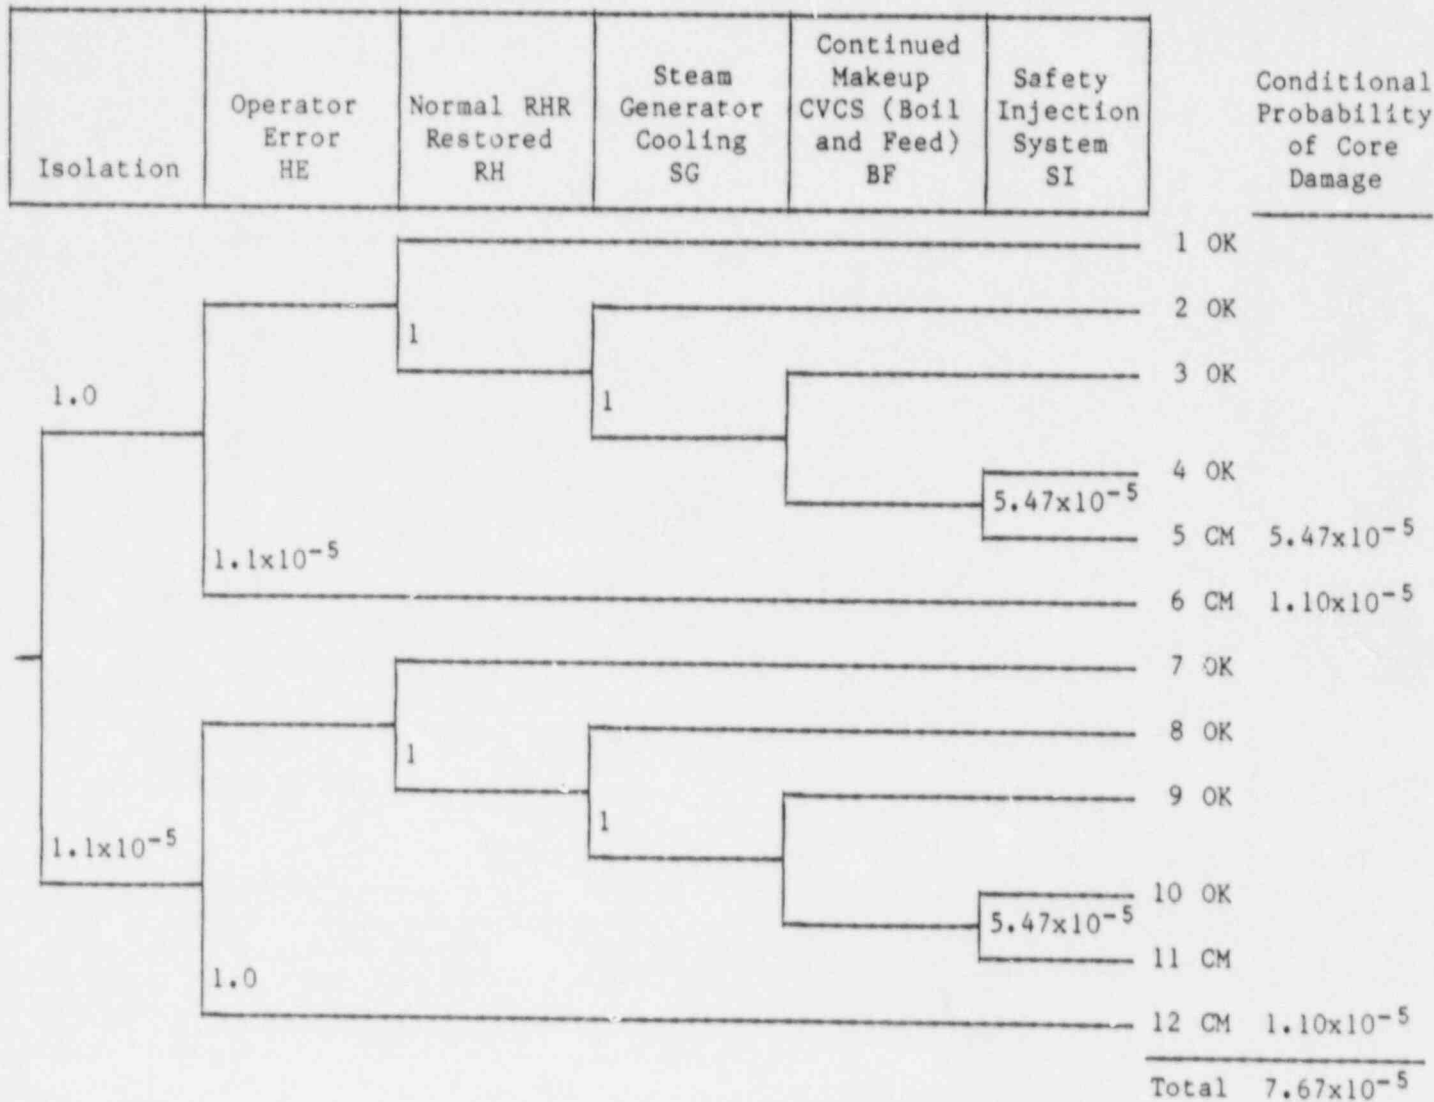 Isolation
Operator
Error
HE
Normal RHR
Restored
RH
Steam
Generator
Cooling
SG
Continued
Makeup
CVCS (Boil
and Feed)
BF
Safety
Injection
System
SI
Conditional
Probability
of Core
Damage
1 OK
2 OK
1
3 OK
1.0
1
4 OK
5.47x10⁻⁵
5 CM 5.47x10⁻⁵
1.1x10⁻⁵
6 CM 1.10x10⁻⁵
7 OK
8 OK
1
9 OK
1
1.1x10⁻⁵
10 OK
5.47x10⁻⁵
11 CM
1.0
12 CM 1.10x10⁻⁵
Total 7.67x10⁻⁵